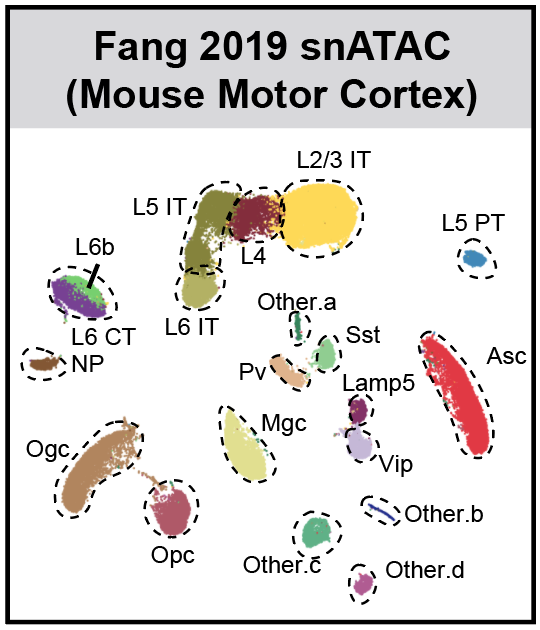 Fang 2019 snATAC
(Mouse Motor Cortex)
L2/3 IT
L5 IT
L4
L5 PT
L6b
L6 CT
L6 IT
NP
Other.a
Sst
Pv
Lamp5
Asc
Mgc
Ogc
Vip
Opc
Other.b
Other.c
Other.d